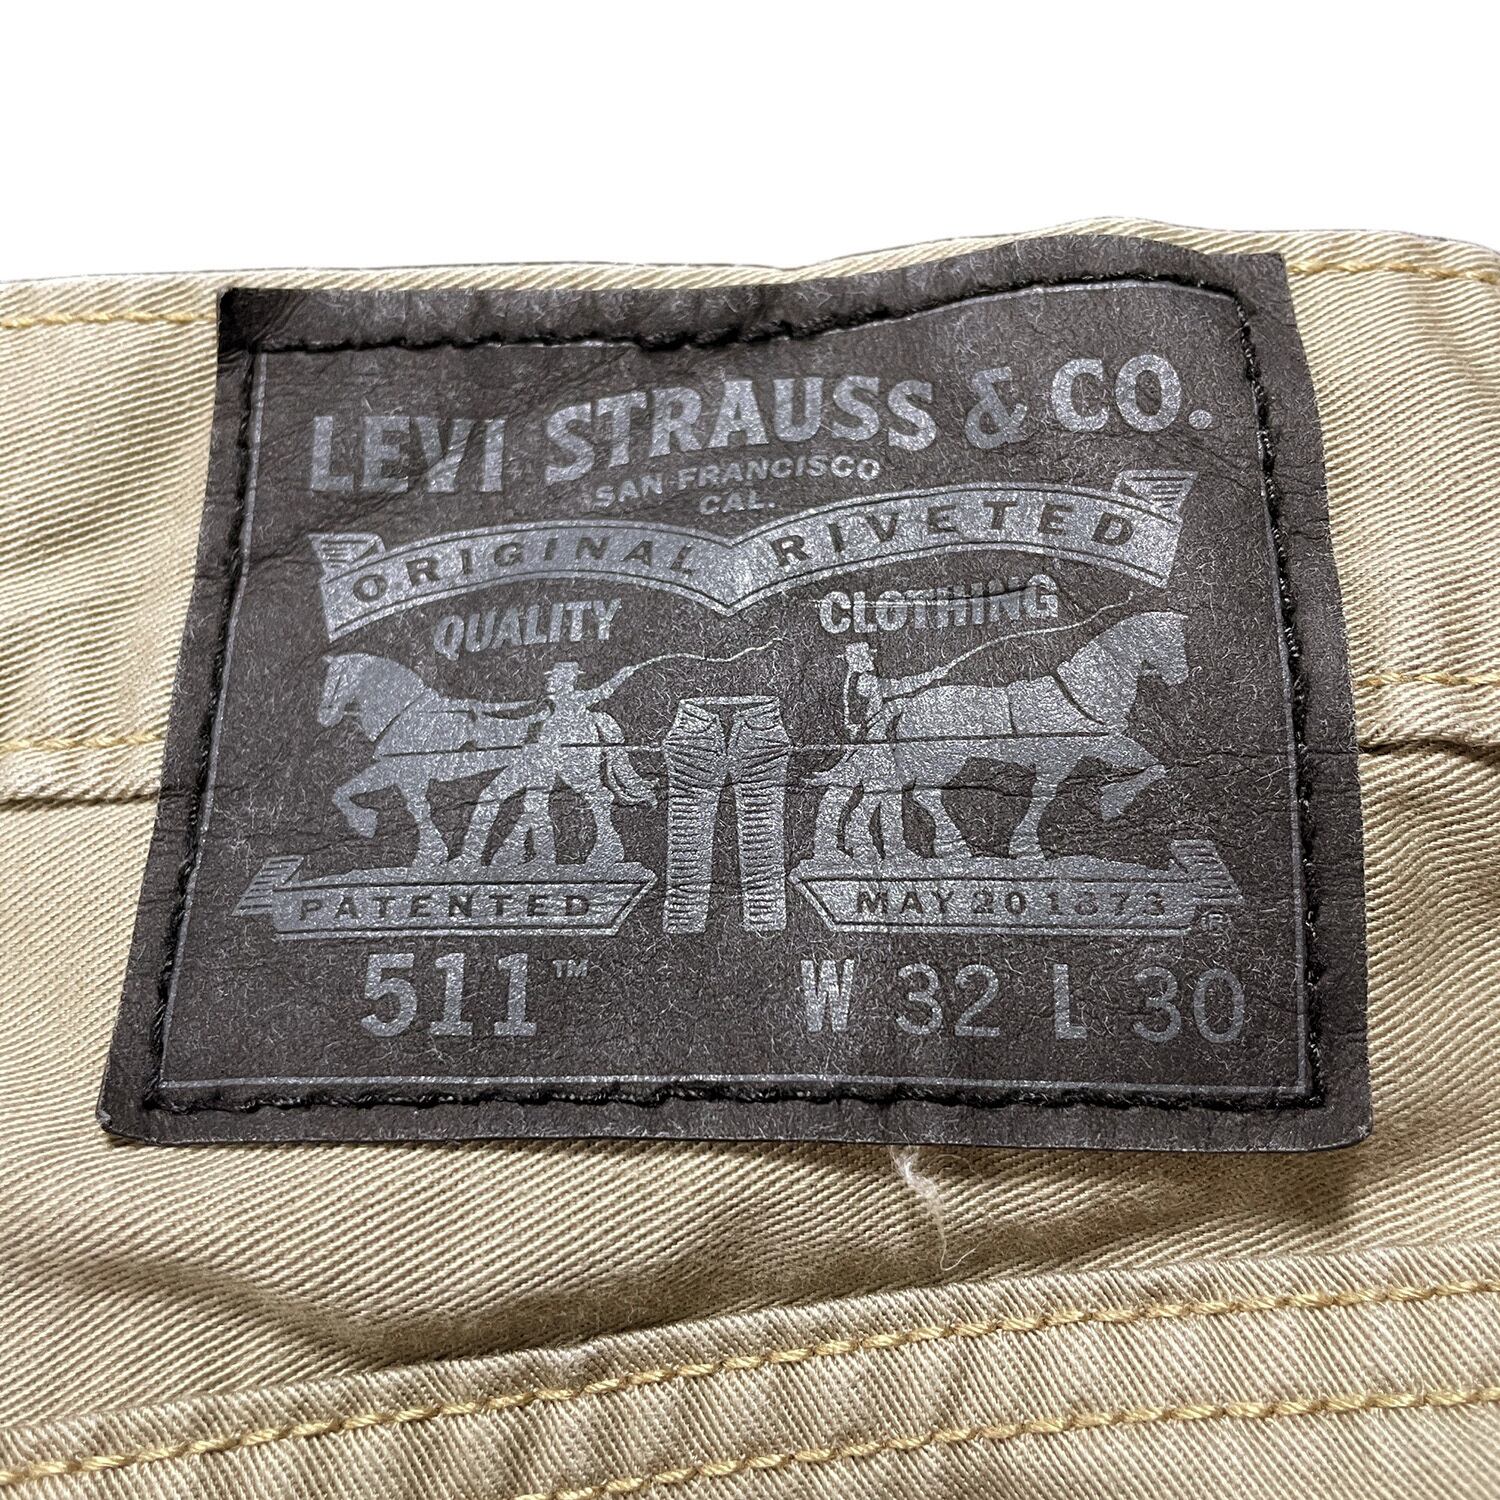 LEVI STRAUSS & CO.
SAN FRANCISCO
CAL.
ORIGINAL RIVETED
QUALITY CLOTHING
PATENTED MAY 20 1873
511™ W 32 L 30